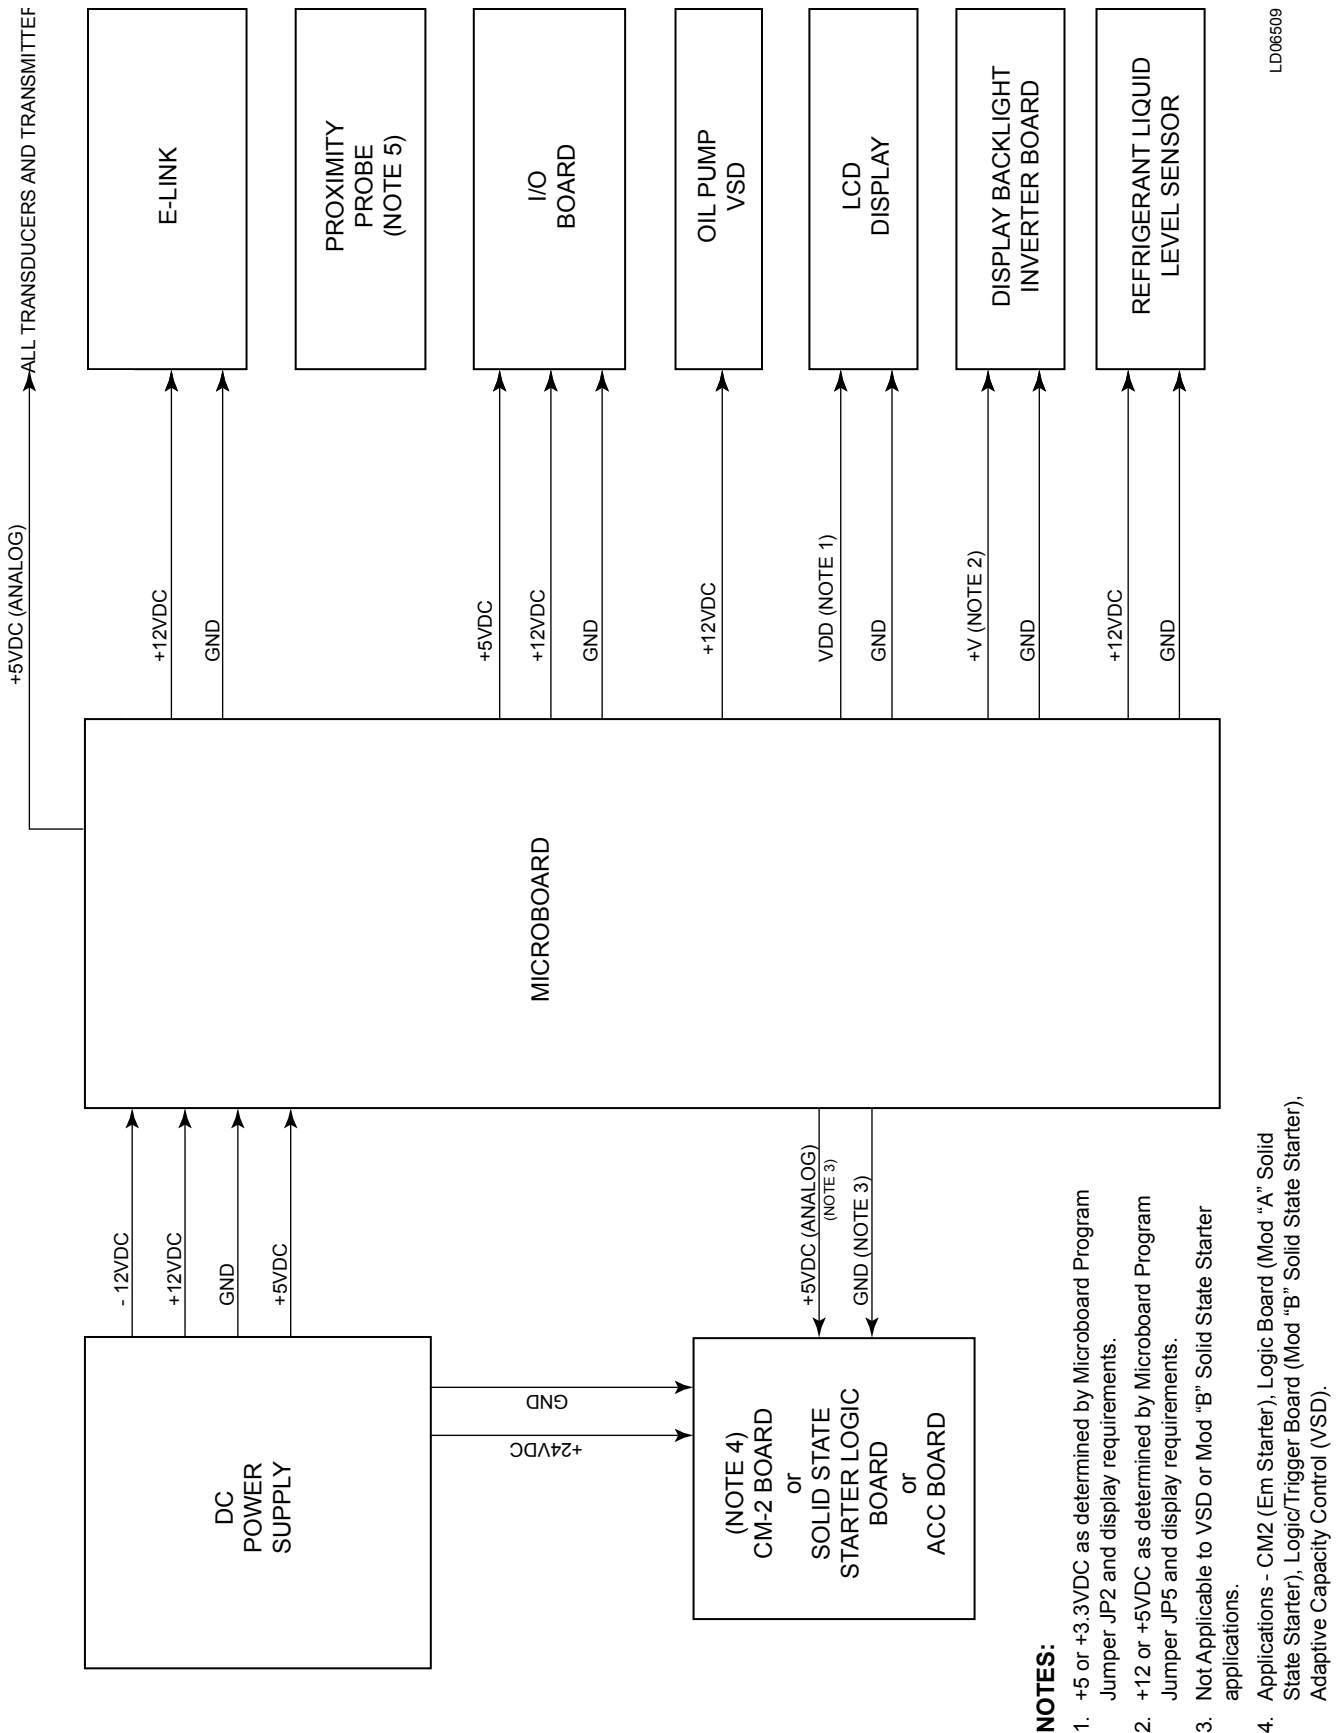 +5VDC (ANALOG)
ALL TRANSDUCERS AND TRANSMITTER
- 12VDC
+12VDC
GND
+5VDC
DC
POWER
SUPPLY
GND
+24VDC
(NOTE 4)
CM-2 BOARD
or
SOLID STATE
STARTER LOGIC
BOARD
or
ACC BOARD
+5VDC (ANALOG)
(NOTE 3)
GND (NOTE 3)
MICROBOARD
+12VDC
GND
E-LINK
PROXIMITY
PROBE
(NOTE 5)
+5VDC
+12VDC
GND
I/O
BOARD
+12VDC
OIL PUMP
VSD
VDD (NOTE 1)
GND
LCD
DISPLAY
+V (NOTE 2)
GND
DISPLAY BACKLIGHT
INVERTER BOARD
+12VDC
GND
REFRIGERANT LIQUID
LEVEL SENSOR
NOTES:
1. +5 or +3.3VDC as determined by Microboard Program
Jumper JP2 and display requirements.
2. +12 or +5VDC as determined by Microboard Program
Jumper JP5 and display requirements.
3. Not Applicable to VSD or Mod “B” Solid State Starter
applications.
4. Applications - CM2 (Em Starter), Logic Board (Mod “A” Solid
State Starter), Logic/Trigger Board (Mod “B” Solid State Starter),
Adaptive Capacity Control (VSD).
LD06509